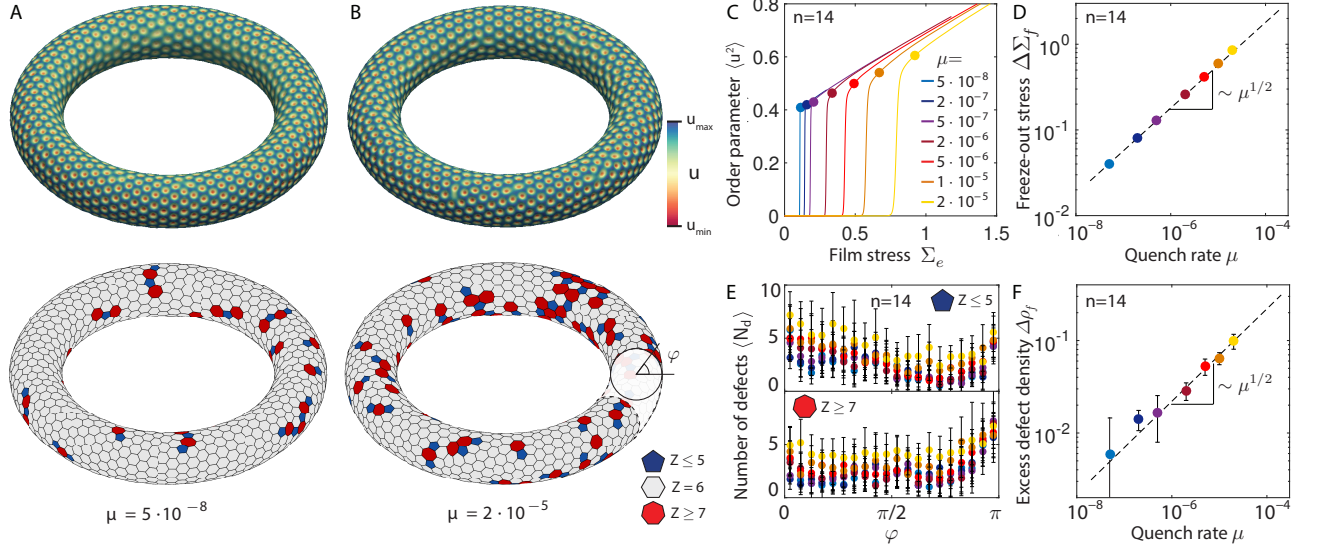 A
u max
u
u min
μ = 5 · 10⁻⁸
B
φ
Z ≤ 5
Z = 6
Z ≥ 7
μ = 2 · 10⁻⁵
C
n=14
Order parameter ⟨u²⟩
0.8
0.6
0.4
0.2
0
0 0.5 1 1.5
Film stress Σₑ
μ=
5 · 10⁻⁸
2 · 10⁻⁷
5 · 10⁻⁷
2 · 10⁻⁶
5 · 10⁻⁶
1 · 10⁻⁵
2 · 10⁻⁵
D
n=14
Freeze-out stress ΔΣ_f
10⁰
10⁻¹
10⁻²
~ μ^{1/2}
10⁻⁸ 10⁻⁶ 10⁻⁴
Quench rate μ
E
n=14
Z ≤ 5
Number of defects ⟨N_d⟩
10
5
0
Z ≥ 7
5
0
0 π/2 π
φ
F
n=14
Excess defect density Δρ_f
10⁻¹
10⁻²
~ μ^{1/2}
10⁻⁸ 10⁻⁶ 10⁻⁴
Quench rate μ